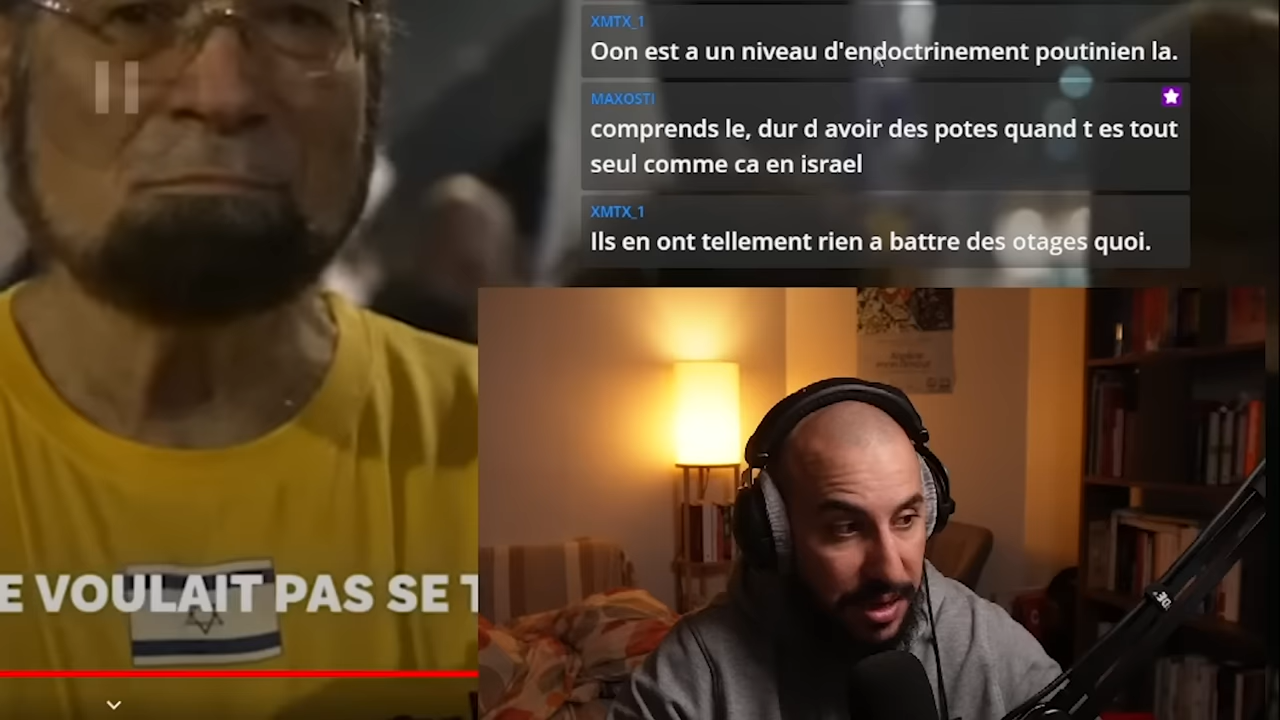 XMTX_1
Oon est a un niveau d'endoctrinement poutinien la.
MAXOSTI
comprends le, dur d avoir des potes quand t es tout
seul comme ca en israel
XMTX_1
Ils en ont tellement rien a battre des otages quoi.
E VOULAIT PAS SE T